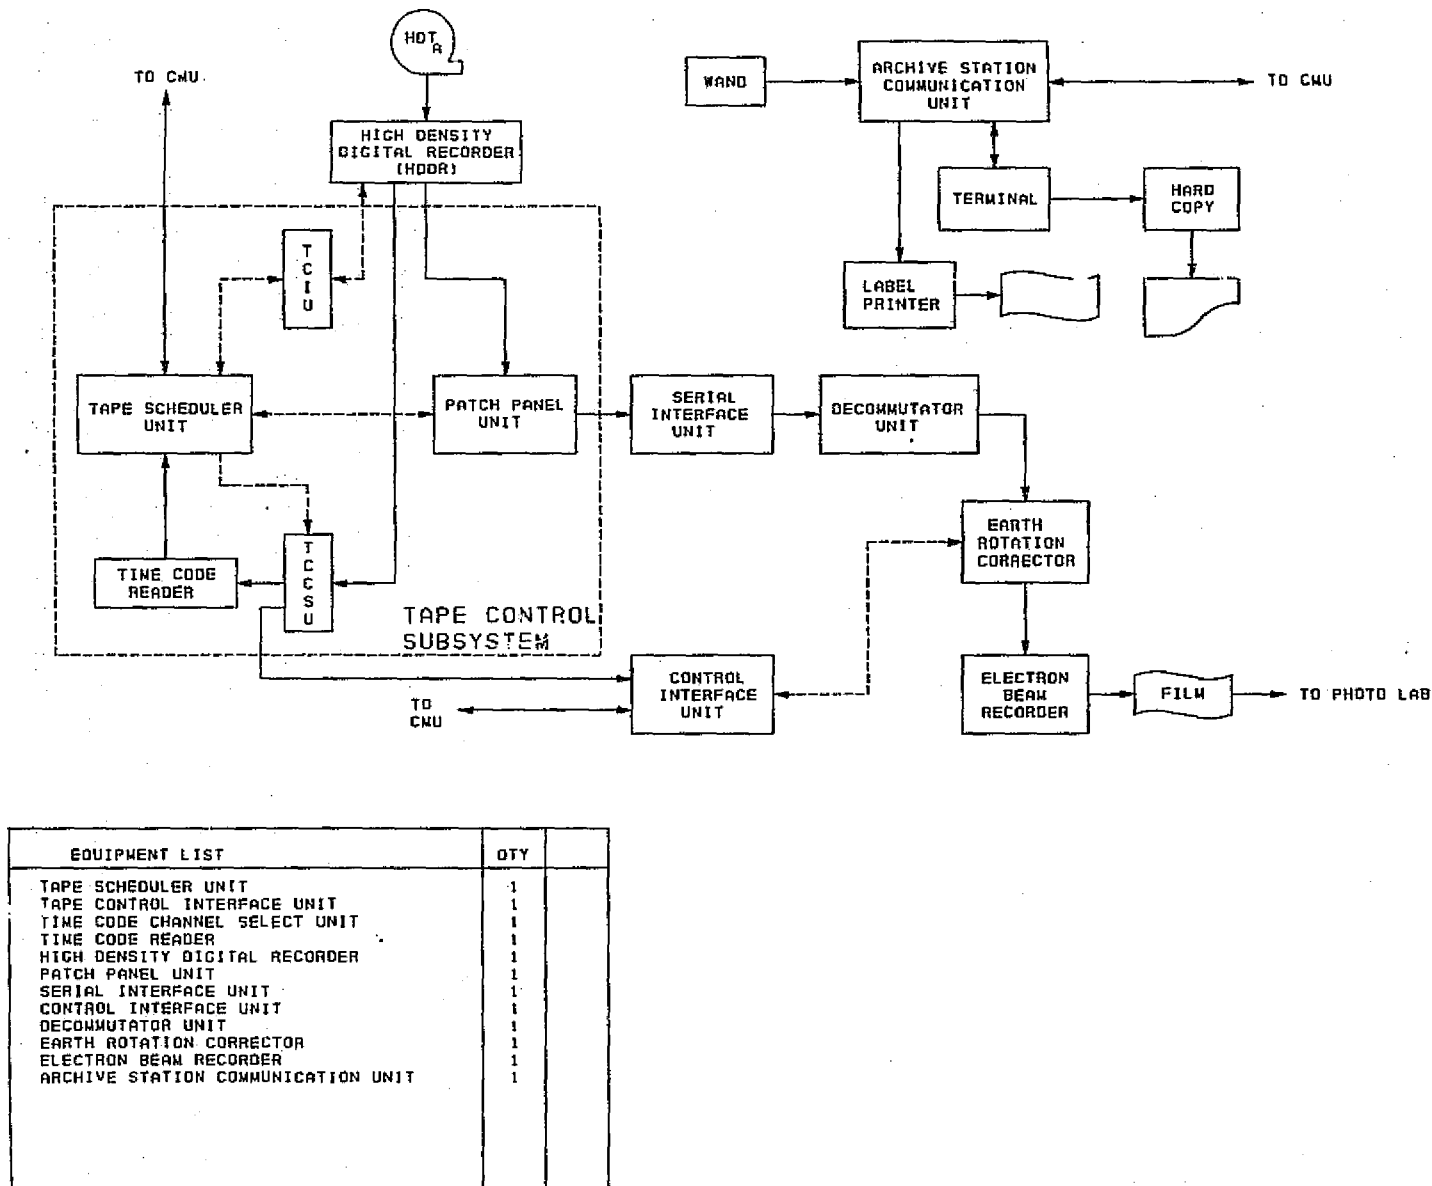 HDT
A
TO CMU
HIGH DENSITY
DIGITAL RECORDER
(HDDR)
WAND
ARCHIVE STATION
COMMUNICATION
UNIT
TO CMU
TERMINAL
HARD
COPY
LABEL
PRINTER
T
C
I
U
TAPE SCHEDULER
UNIT
PATCH PANEL
UNIT
SERIAL
INTERFACE
UNIT
DECOMMUTATOR
UNIT
TIME CODE
READER
T
C
C
S
U
TAPE CONTROL
SUBSYSTEM
EARTH
ROTATION
CORRECTOR
CONTROL
INTERFACE
UNIT
TO
CMU
ELECTRON
BEAM
RECORDER
FILM
TO PHOTO LAB
EQUIPMENT LIST QTY
TAPE SCHEDULER UNIT 1
TAPE CONTROL INTERFACE UNIT 1
TIME CODE CHANNEL SELECT UNIT 1
TIME CODE READER 1
HIGH DENSITY DIGITAL RECORDER 1
PATCH PANEL UNIT 1
SERIAL INTERFACE UNIT 1
CONTROL INTERFACE UNIT 1
DECOMMUTATOR UNIT 1
EARTH ROTATION CORRECTOR 1
ELECTRON BEAM RECORDER 1
ARCHIVE STATION COMMUNICATION UNIT 1